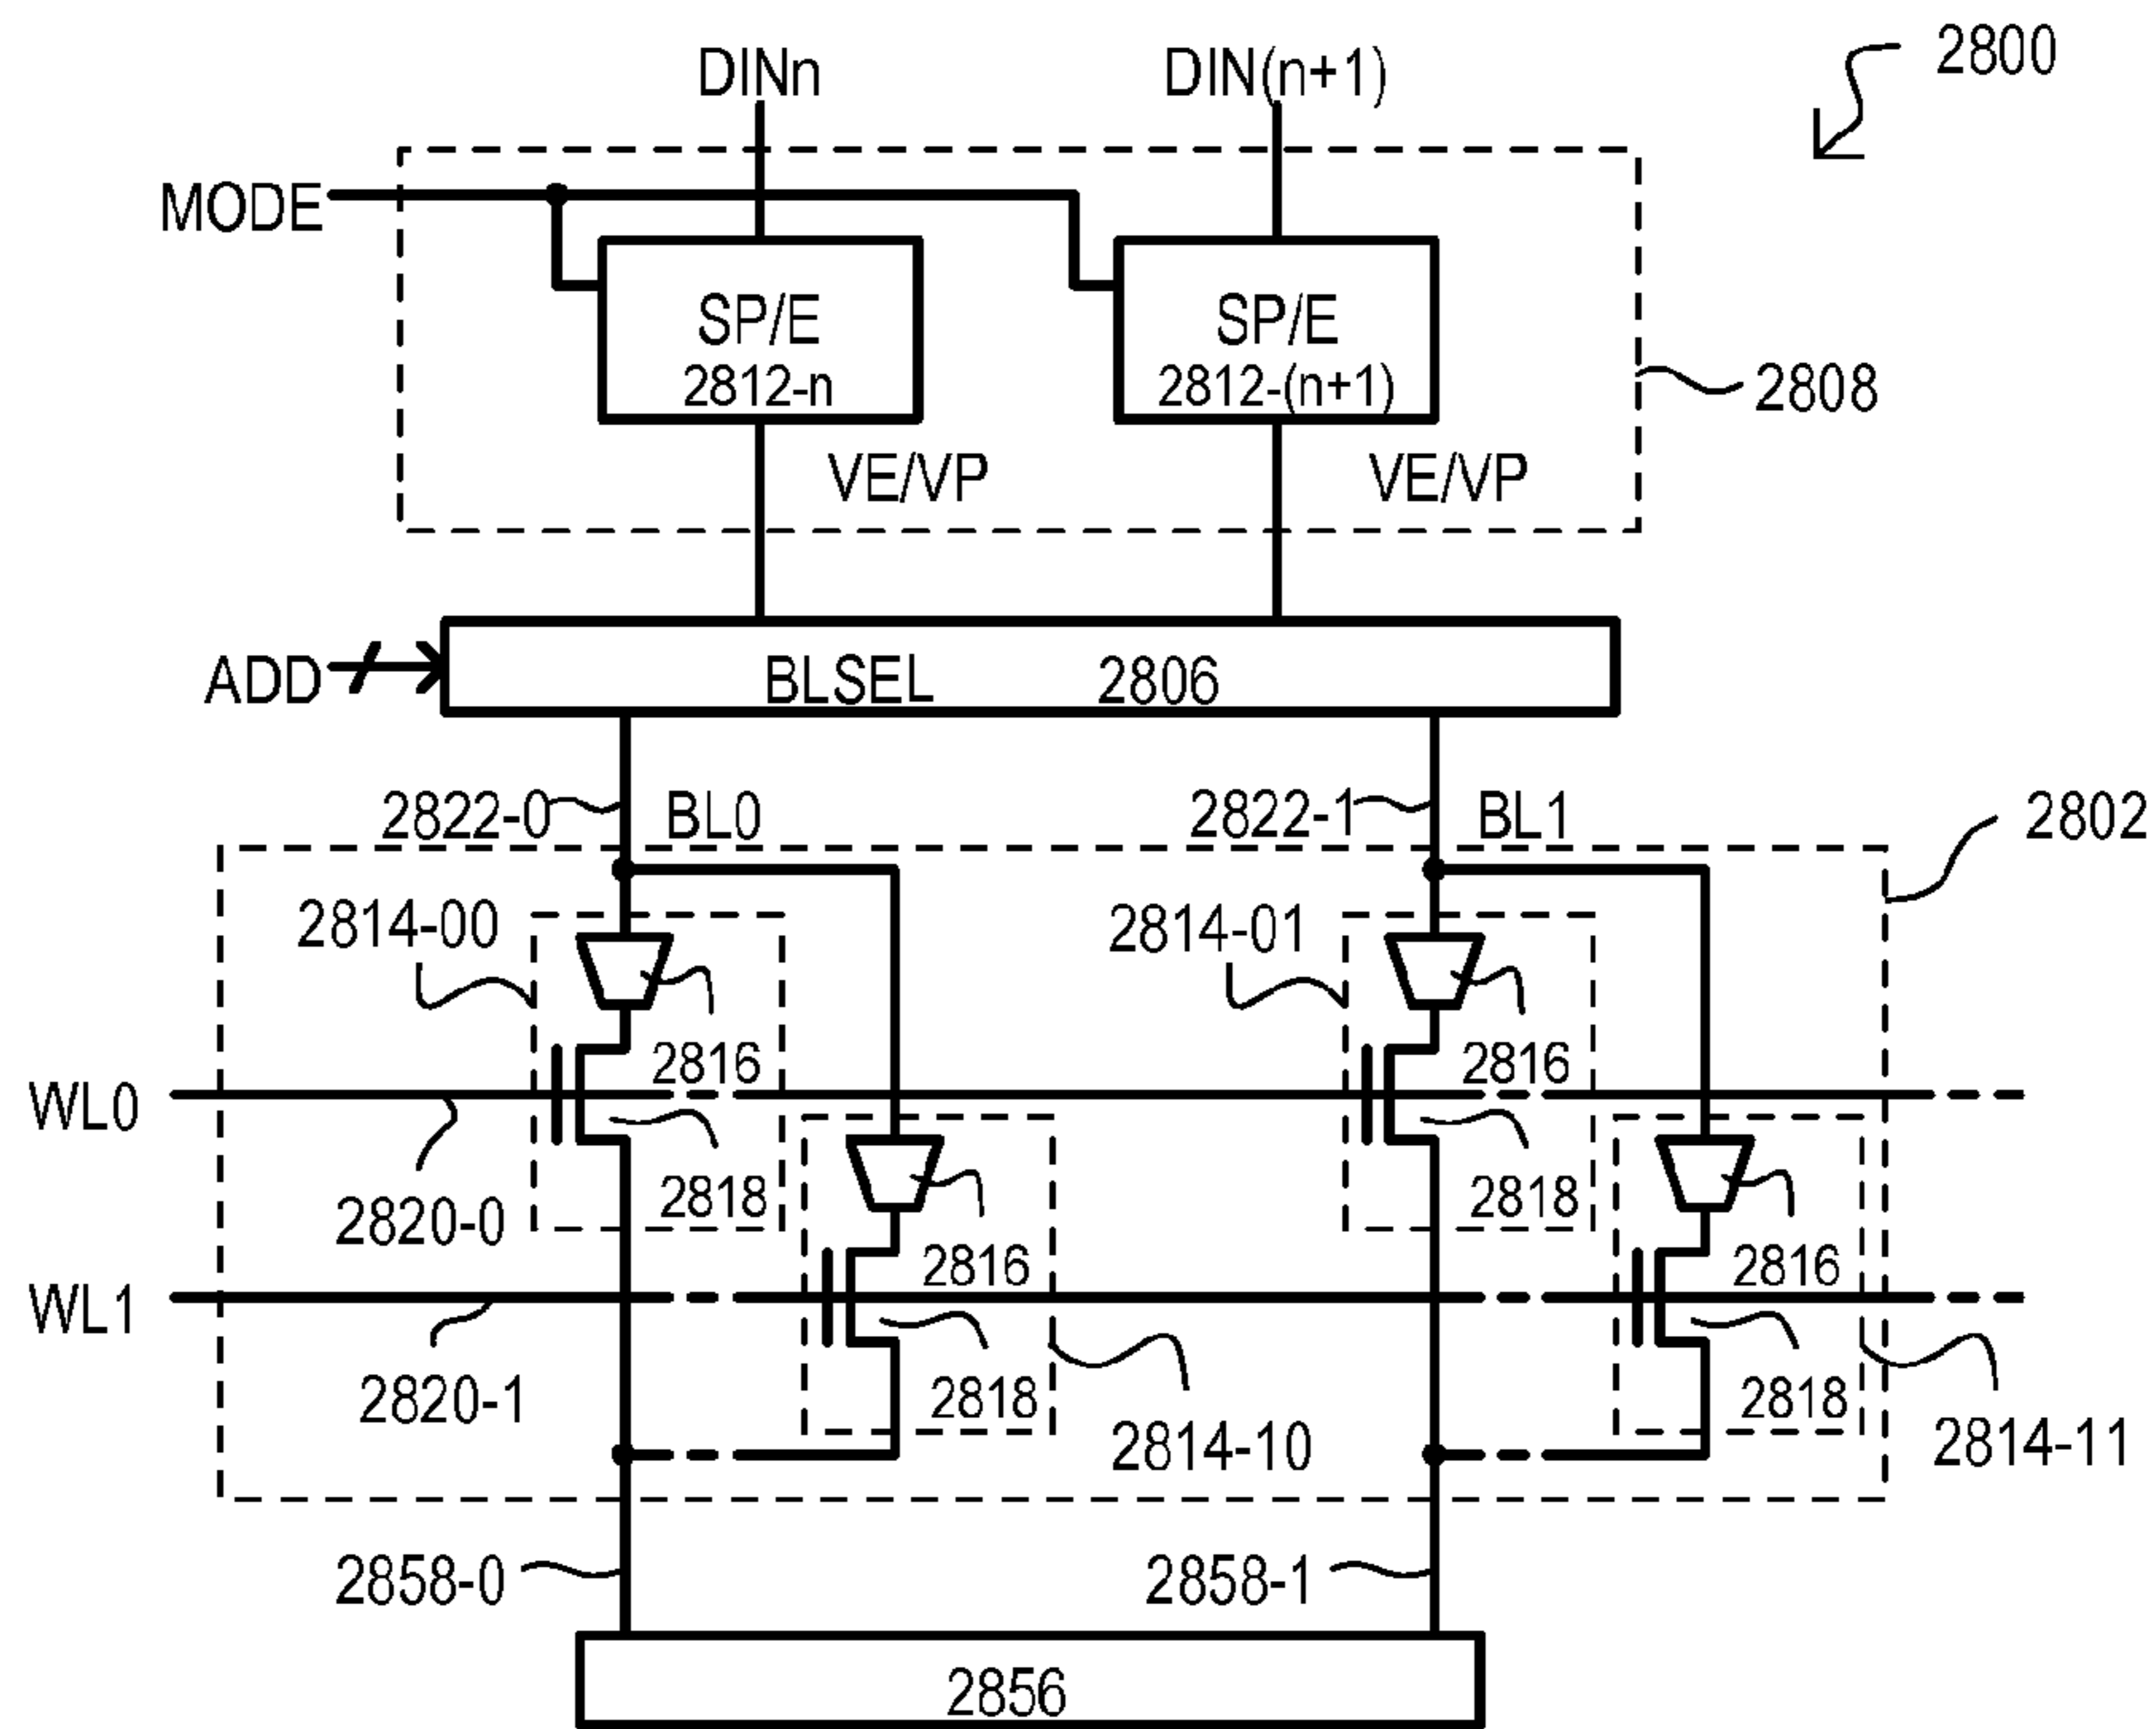 2800
DINn DIN(n+1)
MODE
SP/E
2812-n
SP/E
2812-(n+1)
2808
VE/VP VE/VP
ADD
BLSEL 2806
2822-0 BL0 2822-1 BL1 2802
2814-00 2814-01
2816 2816
WL0
2818 2818
2820-0
2816 2816
WL1
2820-1 2818 2818
2814-10 2814-11
2858-0 2858-1
2856